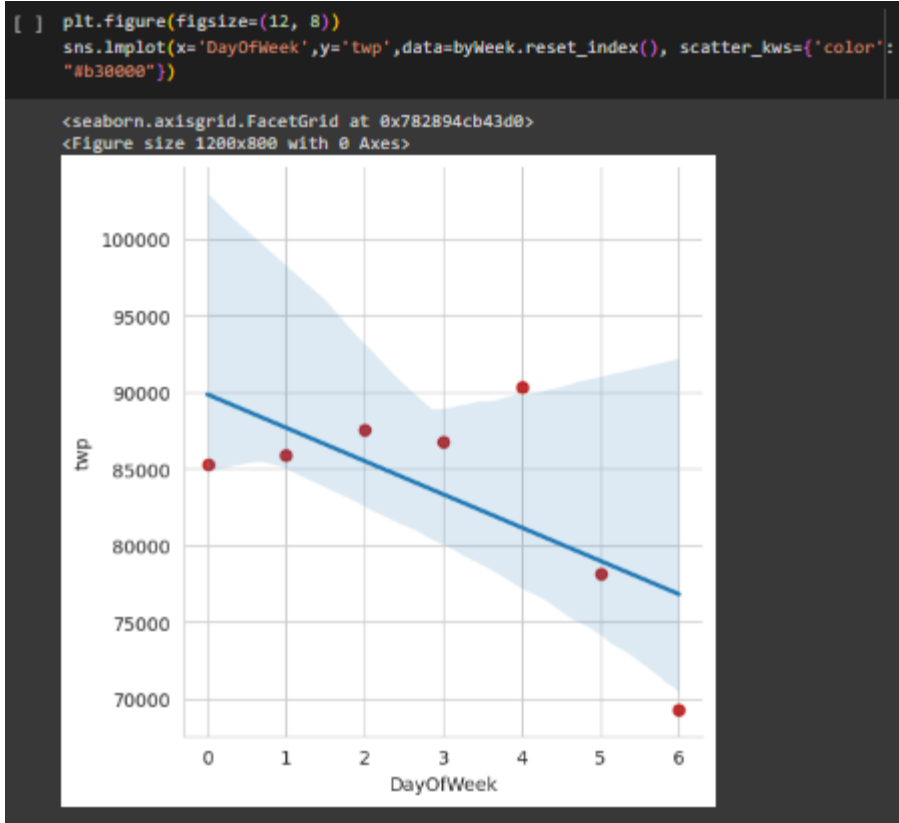 [ ] plt.figure(figsize=(12, 8))
sns.lmplot(x='DayOfWeek',y='twp',data=byWeek.reset_index(), scatter_kws={'color':
"#b30000"})
<seaborn.axisgrid.FacetGrid at 0x782894cb43d0>
<Figure size 1200x800 with 0 Axes>
100000
95000
90000
85000
80000
75000
70000
twp
0 1 2 3 4 5 6
DayOfWeek